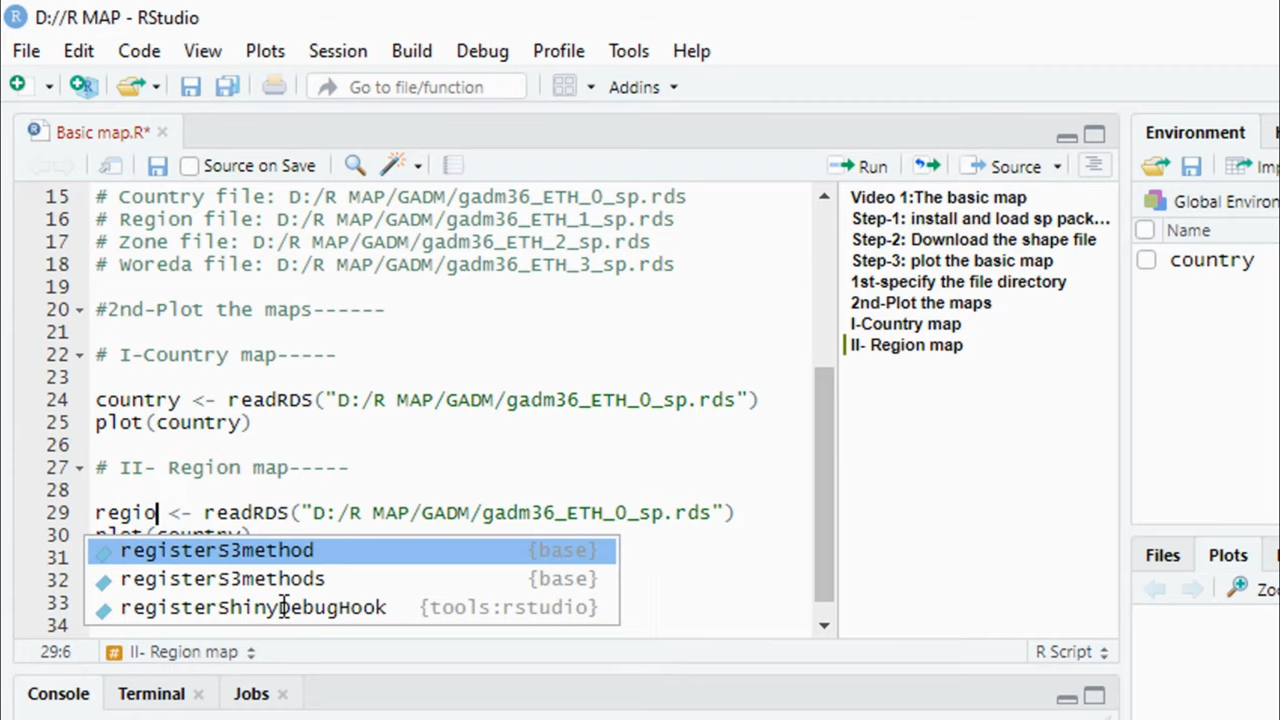 D://R MAP - RStudio
File Edit Code View Plots Session Build Debug Profile Tools Help
Go to file/function Addins
Basic map.R*
Source on Save Run Source
15 # Country file: D:/R MAP/GADM/gadm36_ETH_0_sp.rds
16 # Region file: D:/R MAP/GADM/gadm36_ETH_1_sp.rds
17 # Zone file: D:/R MAP/GADM/gadm36_ETH_2_sp.rds
18 # Woreda file: D:/R MAP/GADM/gadm36_ETH_3_sp.rds
19
20 #2nd-Plot the maps------
21
22 # I-Country map-----
23
24 country <- readRDS("D:/R MAP/GADM/gadm36_ETH_0_sp.rds")
25 plot(country)
26
27 # II- Region map-----
28
29 regio <- readRDS("D:/R MAP/GADM/gadm36_ETH_0_sp.rds")
30 plot(country)
31
32
33
34
registerS3method {base}
registerS3methods {base}
registerShinyDebugHook {tools:rstudio}
29:6 II- Region map R Script
Console Terminal Jobs
Video 1:The basic map
Step-1: install and load sp pack...
Step-2: Download the shape file
Step-3: plot the basic map
1st-specify the file directory
2nd-Plot the maps
I-Country map
II- Region map
Environment
Global Environ
Name
country
Files Plots